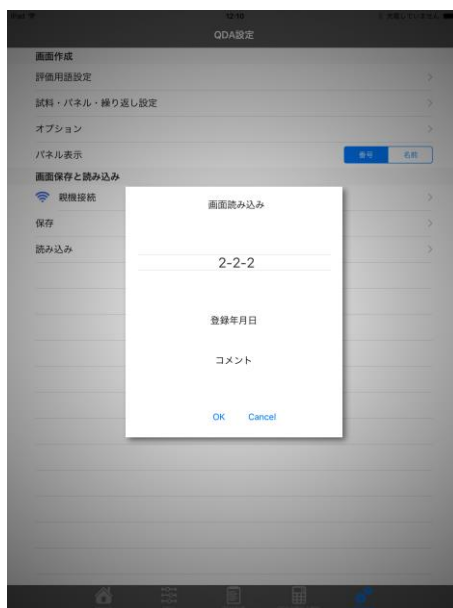 iPad
12:10
QDA設定
画面作成
評価用語設定
試料・パネル・繰り返し設定
オプション
パネル表示
番号 名前
画面保存と読み込み
親機接続
保存
読み込み
画面読み込み
2-2-2
登録年月日
コメント
OK Cancel